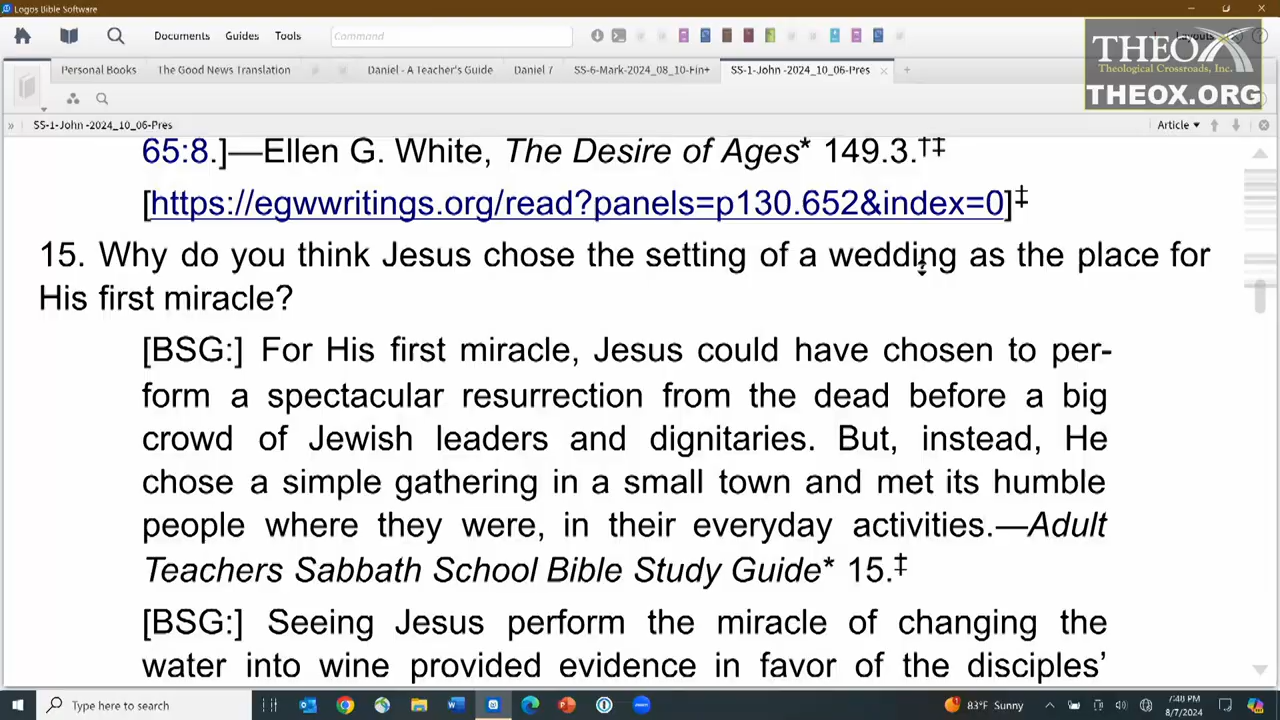 Logos Bible Software
Documents Guides Tools Command Layouts
Personal Books The Good News Translation Daniel 7 SS-6-Mark-2024_08_10-Fin+ SS-1-John -2024_10_06-Pres
THEOX
Theological Crossroads, Inc.
THEOX.ORG
SS-1-John -2024_10_06-Pres Article
65:8.]—Ellen G. White, The Desire of Ages* 149.3.†‡
[https://egwwritings.org/read?panels=p130.652&index=0]‡
15. Why do you think Jesus chose the setting of a wedding as the place for
His first miracle?
[BSG:] For His first miracle, Jesus could have chosen to per-
form a spectacular resurrection from the dead before a big
crowd of Jewish leaders and dignitaries. But, instead, He
chose a simple gathering in a small town and met its humble
people where they were, in their everyday activities.—Adult
Teachers Sabbath School Bible Study Guide* 15.‡
[BSG:] Seeing Jesus perform the miracle of changing the
water into wine provided evidence in favor of the disciples’
Type here to search 83°F Sunny 7:48 PM
8/7/2024